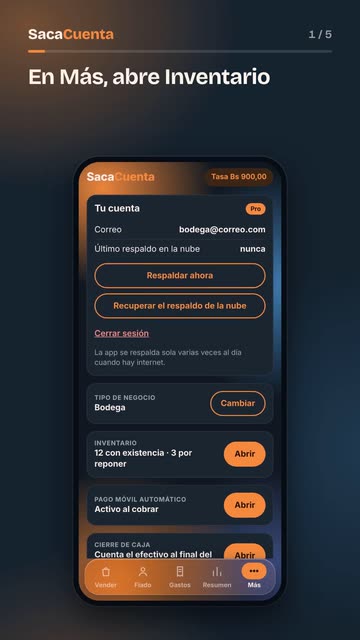 SacaCuenta
1 / 5
En Más, abre Inventario
SacaCuenta
Tasa Bs 900,00
Tu cuenta
Pro
Correo
bodega@correo.com
Último respaldo en la nube
nunca
Respaldar ahora
Recuperar el respaldo de la nube
Cerrar sesión
La app se respalda sola varias veces al día
cuando hay internet.
TIPO DE NEGOCIO
Bodega
Cambiar
INVENTARIO
12 con existencia · 3 por
reponer
Abrir
PAGO MÓVIL AUTOMÁTICO
Activo al cobrar
Abrir
CIERRE DE CAJA
Cuenta el efectivo al final del
Abrir
Vender
Fiado
Gastos
Resumen
Más